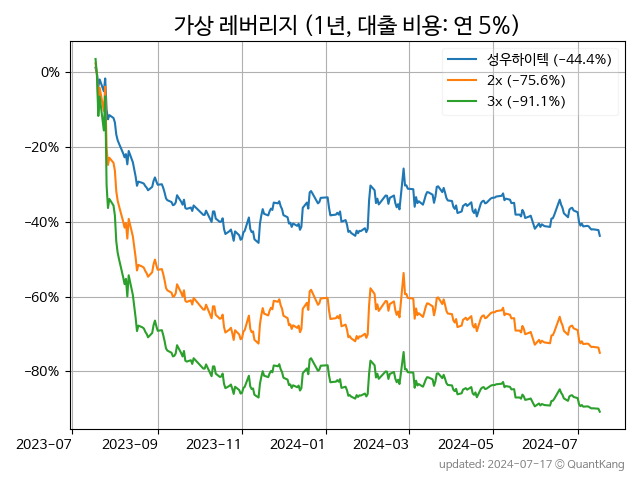 가상 레버리지 (1년, 대출 비용: 연 5%)
성우하이텍 (−44.4%)
2x (−75.6%)
3x (−91.1%)
0%
−20%
−40%
−60%
−80%
2023-07 2023-09 2023-11 2024-01 2024-03 2024-05 2024-07
updated: 2024-07-17 © QuantKang